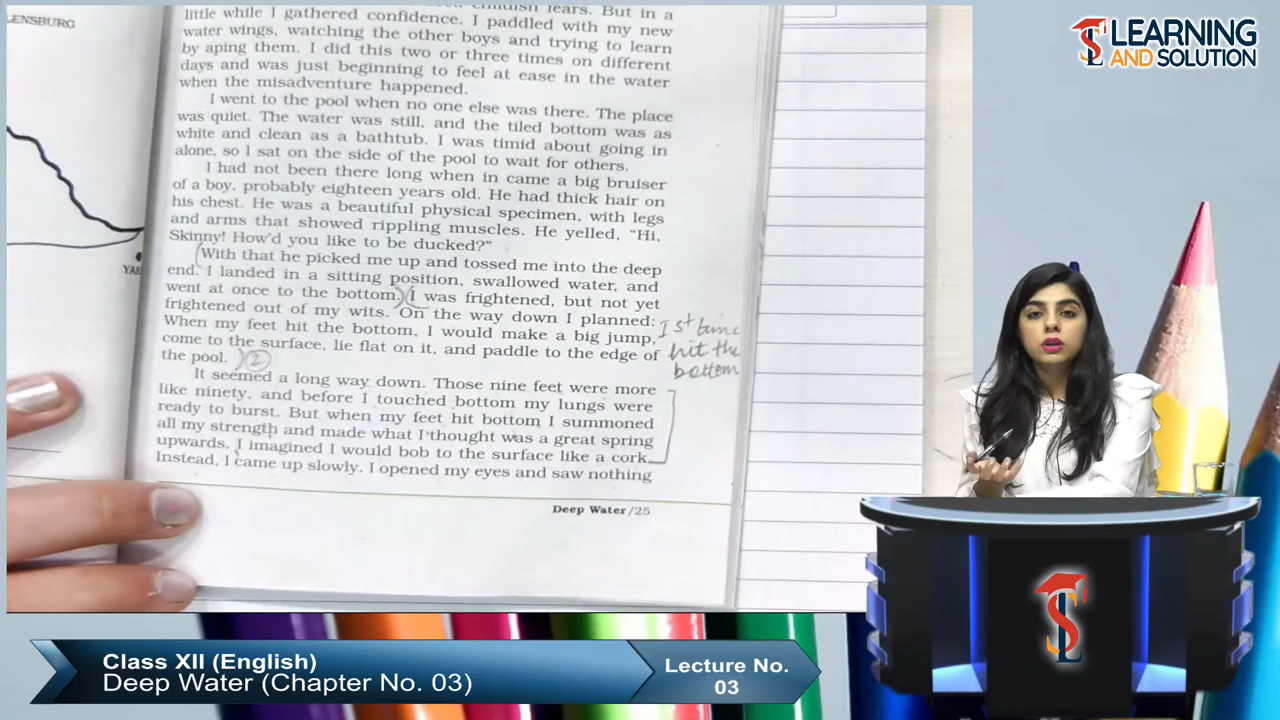 LENSBURG
YAK
childish fears. But in a
little while I gathered confidence. I paddled with my new
water wings, watching the other boys and trying to learn
by aping them. I did this two or three times on different
days and was just beginning to feel at ease in the water
when the misadventure happened.
I went to the pool when no one else was there. The place
was quiet. The water was still, and the tiled bottom was as
white and clean as a bathtub. I was timid about going in
alone, so I sat on the side of the pool to wait for others.
I had not been there long when in came a big bruiser
of a boy, probably eighteen years old. He had thick hair on
his chest. He was a beautiful physical specimen, with legs
and arms that showed rippling muscles. He yelled, “Hi,
Skinny! How'd you like to be ducked?”
With that he picked me up and tossed me into the deep
end. I landed in a sitting position, swallowed water, and
went at once to the bottom. I was frightened, but not yet
frightened out of my wits. On the way down I planned:
When my feet hit the bottom, I would make a big jump,
come to the surface, lie flat on it, and paddle to the edge of
the pool. 2
Ist time
hit the
bottom
It seemed a long way down. Those nine feet were more
like ninety, and before I touched bottom my lungs were
ready to burst. But when my feet hit bottom I summoned
all my strength and made what I thought was a great spring
upwards. I imagined I would bob to the surface like a cork.
Instead, I came up slowly. I opened my eyes and saw nothing
Deep Water/25
LEARNING
AND SOLUTION
Class XII (English)
Deep Water (Chapter No. 03)
Lecture No.
03